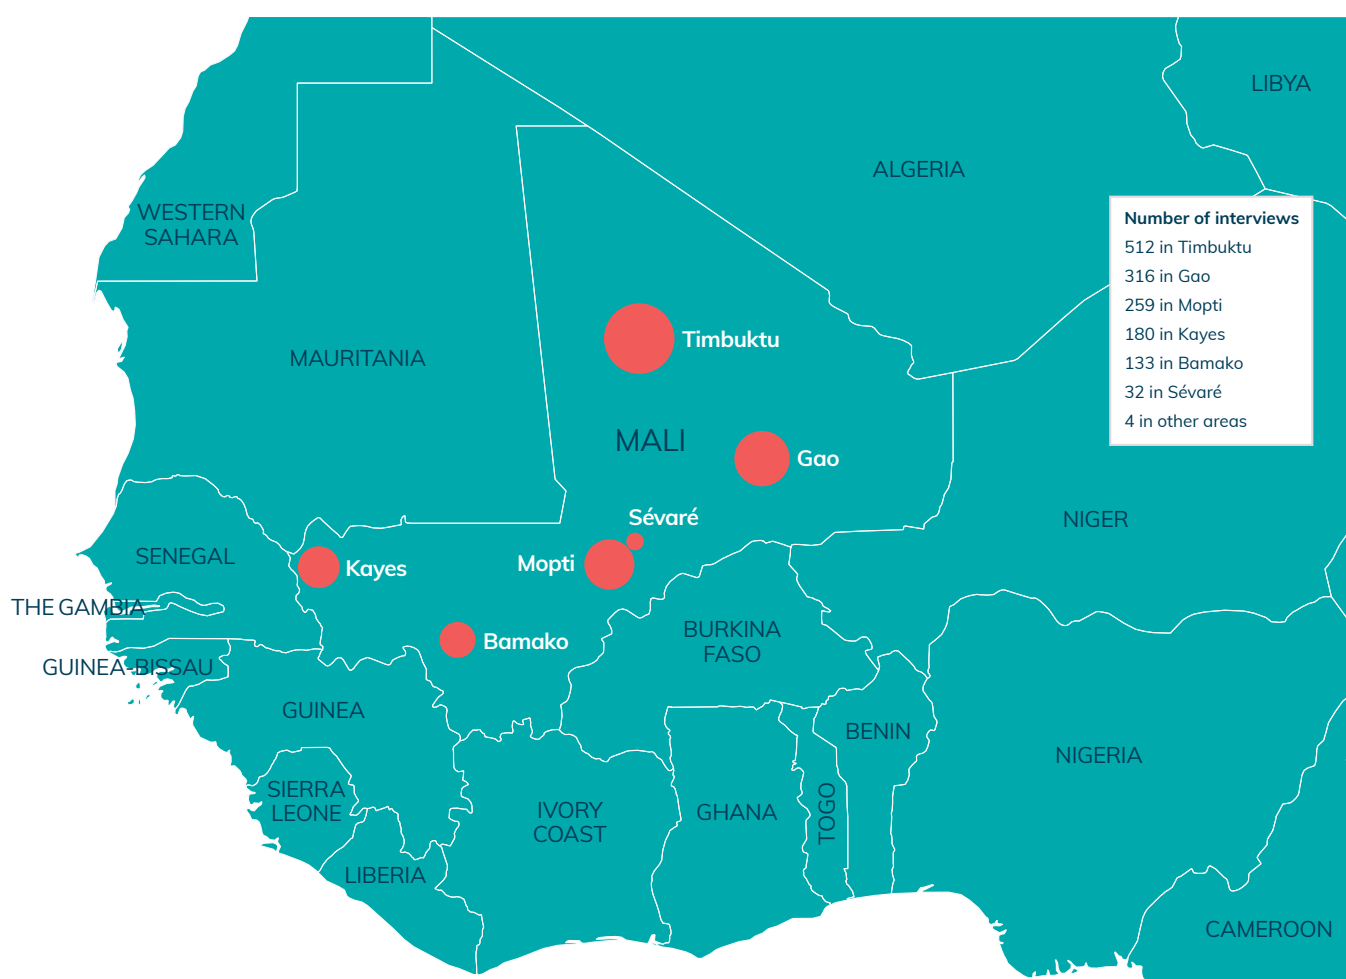 LIBYA
ALGERIA
WESTERN
SAHARA
Number of interviews
512 in Timbuktu
316 in Gao
259 in Mopti
180 in Kayes
133 in Bamako
32 in Sévaré
4 in other areas
Timbuktu
MAURITANIA
MALI
Gao
Sévaré
NIGER
SENEGAL
Kayes
Mopti
THE GAMBIA
BURKINA
FASO
Bamako
GUINEA-BISSAU
GUINEA
BENIN
NIGERIA
SIERRA
LEONE
IVORY
COAST
GHANA
TOGO
LIBERIA
CAMEROON